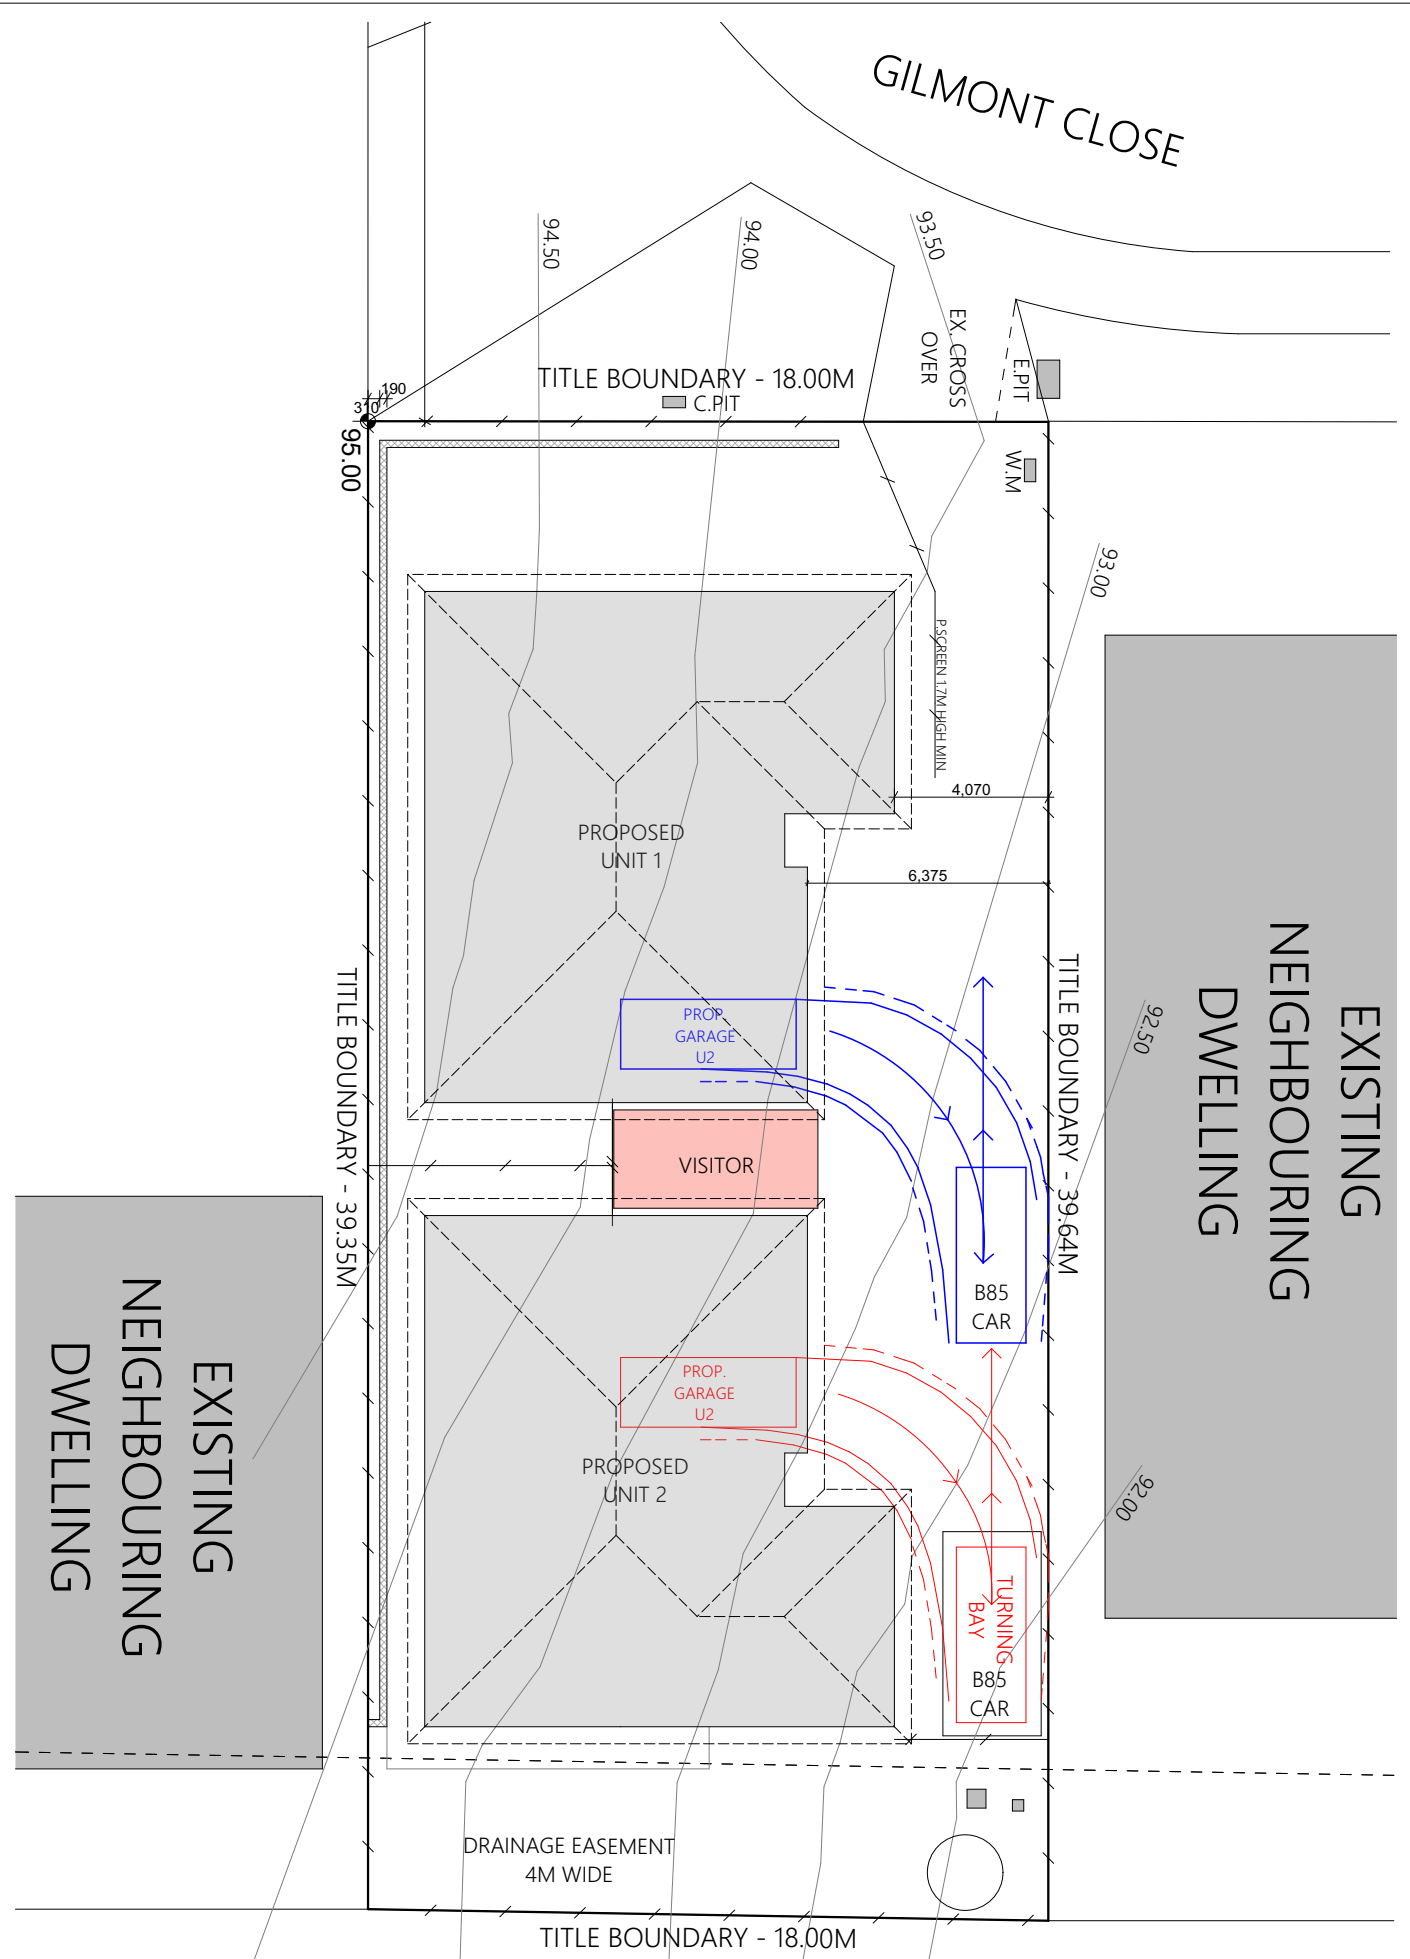 GILMONT CLOSE
94.50
94.00
93.50
EX. CROSS
OVER
E.PIT
TITLE BOUNDARY - 18.00M
C.PIT
190
310
95.00
W.M
93.00
P.SCREEN 1.7M HIGH MIN
4,070
PROPOSED
UNIT 1
6,375
EXISTING
NEIGHBOURING
DWELLING
TITLE BOUNDARY - 39.35M
TITLE BOUNDARY - 39.64M
92.50
PROP.
GARAGE
U2
VISITOR
B85
CAR
PROP.
GARAGE
U2
PROPOSED
UNIT 2
EXISTING
NEIGHBOURING
DWELLING
92.00
TURNING
BAY
B85
CAR
DRAINAGE EASEMENT
4M WIDE
TITLE BOUNDARY - 18.00M